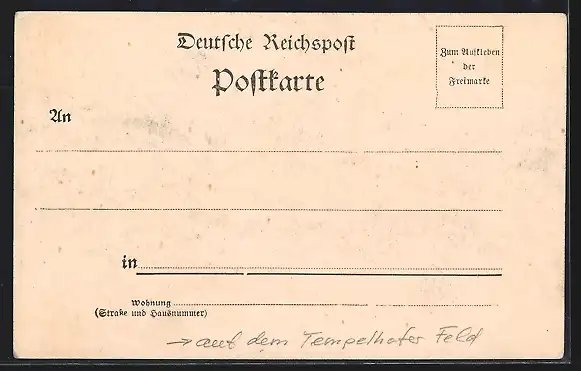 Deutsche Reichspost
Postkarte
Zum Aufkleben
der
Freimarke
An
in
Wohnung
(Straße und Hausnummer)
→ auf dem Tempelhofer Feld